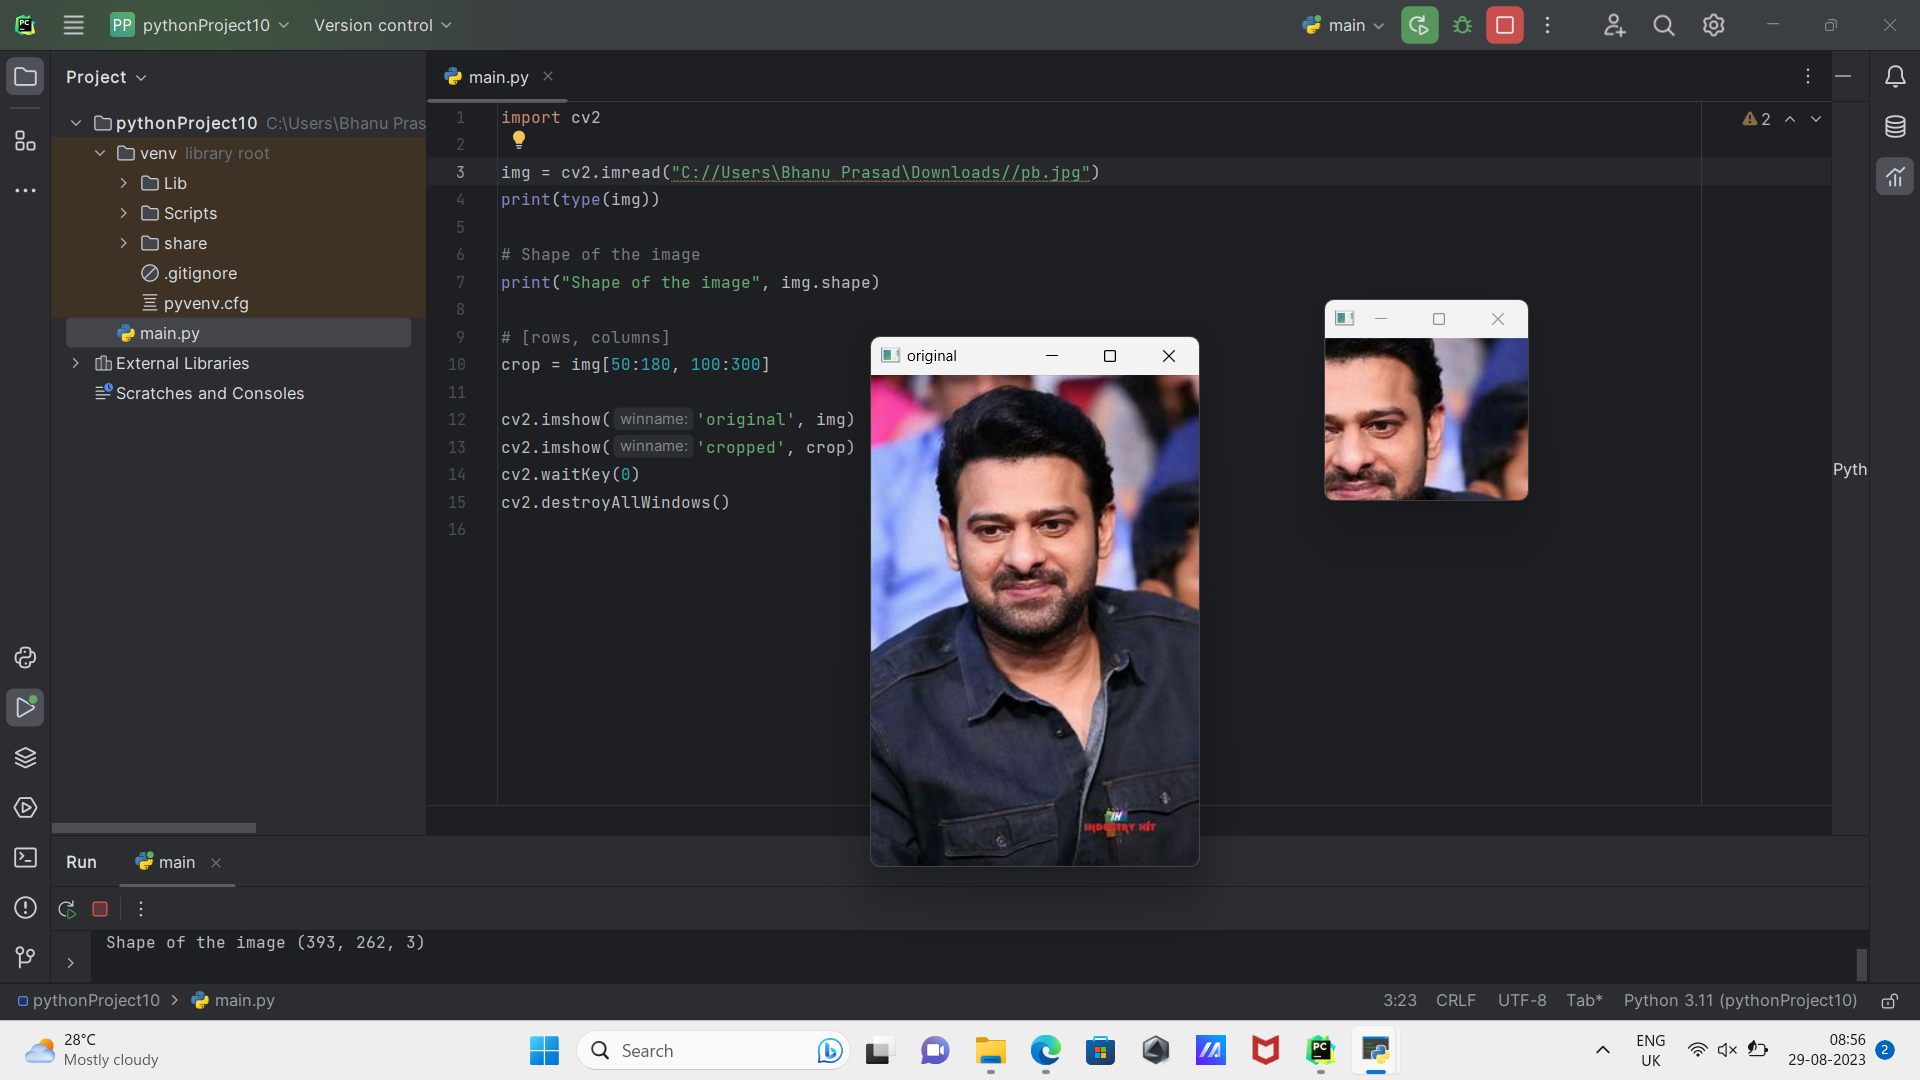 PC
PP pythonProject10
Version control
main
Project
main.py
pythonProject10 C:\Users\Bhanu Pras
venv library root
Lib
Scripts
share
.gitignore
pyvenv.cfg
main.py
External Libraries
Scratches and Consoles
1 import cv2
2
3 img = cv2.imread("C://Users\Bhanu Prasad\Downloads//pb.jpg")
4 print(type(img))
5
6 # Shape of the image
7 print("Shape of the image", img.shape)
8
9 # [rows, columns]
10 crop = img[50:180, 100:300]
11
12 cv2.imshow( winname: 'original', img)
13 cv2.imshow( winname: 'cropped', crop)
14 cv2.waitKey(0)
15 cv2.destroyAllWindows()
16
2
Pyth
original
IH
INDUSTRY HIT
Run
main
Shape of the image (393, 262, 3)
pythonProject10 > main.py
3:23 CRLF UTF-8 Tab* Python 3.11 (pythonProject10)
28°C
Mostly cloudy
Search
PC
ENG
UK
08:56
29-08-2023
2